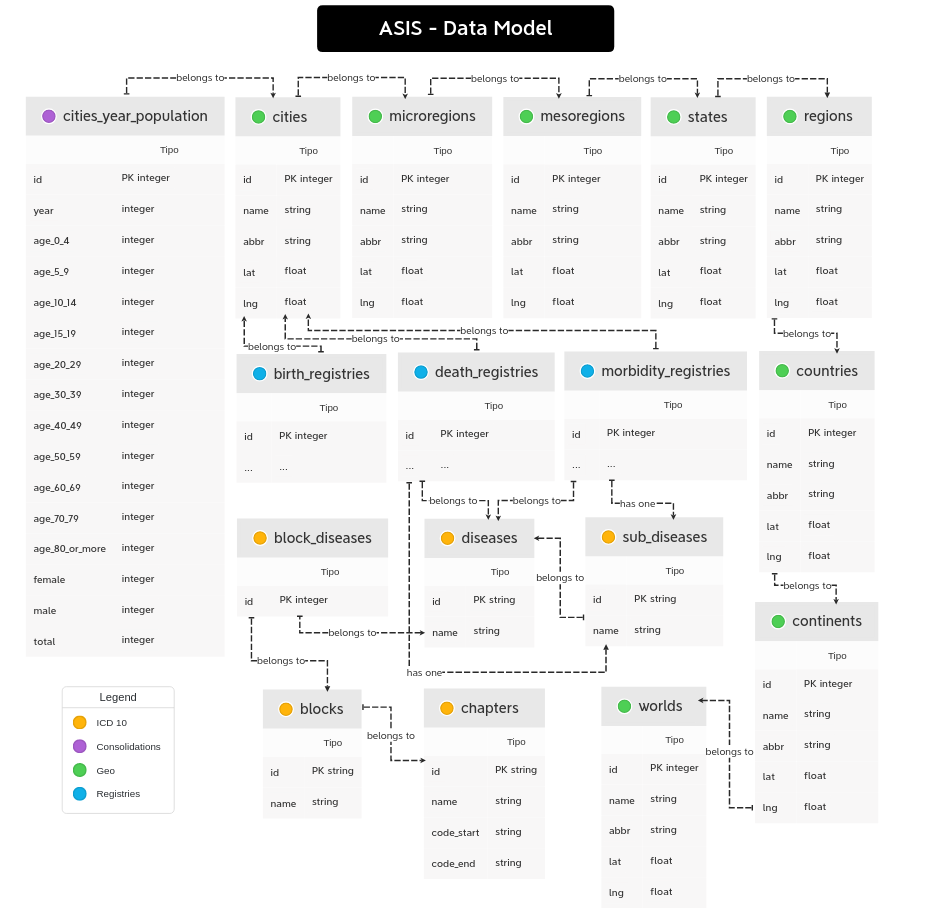 ASIS - Data Model
belongs to
belongs to
belongs to
belongs to
belongs to
cities_year_population
Tipo
id PK integer
year integer
age_0_4 integer
age_5_9 integer
age_10_14 integer
age_15_19 integer
age_20_29 integer
age_30_39 integer
age_40_49 integer
age_50_59 integer
age_60_69 integer
age_70_79 integer
age_80_or_more integer
female integer
male integer
total integer
cities
Tipo
id PK integer
name string
abbr string
lat float
lng float
microregions
Tipo
id PK integer
name string
abbr string
lat float
lng float
mesoregions
Tipo
id PK integer
name string
abbr string
lat float
lng float
states
Tipo
id PK integer
name string
abbr string
lat float
lng float
regions
Tipo
id PK integer
name string
abbr string
lat float
lng float
belongs to
belongs to
belongs to
belongs to
birth_registries
Tipo
id PK integer
... ...
death_registries
Tipo
id PK integer
... ...
morbidity_registries
Tipo
id PK integer
... ...
countries
Tipo
id PK integer
name string
abbr string
lat float
lng float
belongs to
belongs to
has one
block_diseases
Tipo
id PK integer
diseases
Tipo
id PK string
name string
belongs to
sub_diseases
Tipo
id PK string
name string
belongs to
belongs to
belongs to
has one
continents
Tipo
id PK integer
name string
abbr string
lat float
lng float
blocks
Tipo
id PK string
name string
belongs to
chapters
Tipo
id PK string
name string
code_start string
code_end string
worlds
Tipo
id PK integer
name string
abbr string
lat float
lng float
belongs to
Legend
ICD 10
Consolidations
Geo
Registries